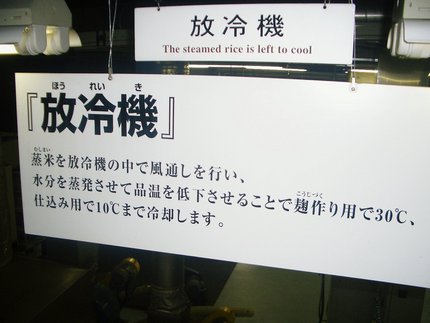 放冷機
The steamed rice is left to cool
ほう れい き
『放冷機』
むしまい
蒸米を放冷機の中で風通しを行い、
こうじづく
水分を蒸発させて品温を低下させることで麹作り用で30℃、
仕込み用で10℃まで冷却します。